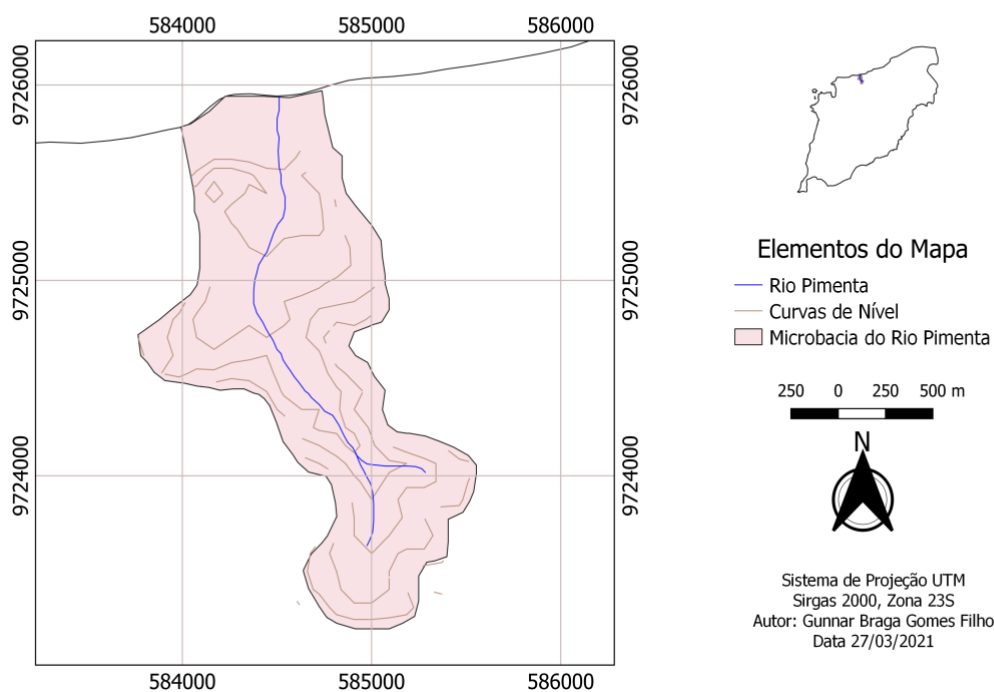 584000 585000 586000
9726000
9726000
9725000
9725000
9724000
9724000
584000 585000 586000
Elementos do Mapa
Rio Pimenta
Curvas de Nível
Microbacia do Rio Pimenta
250 0 250 500 m
N
Sistema de Projeção UTM
Sirgas 2000, Zona 23S
Autor: Gunnar Braga Gomes Filho
Data 27/03/2021